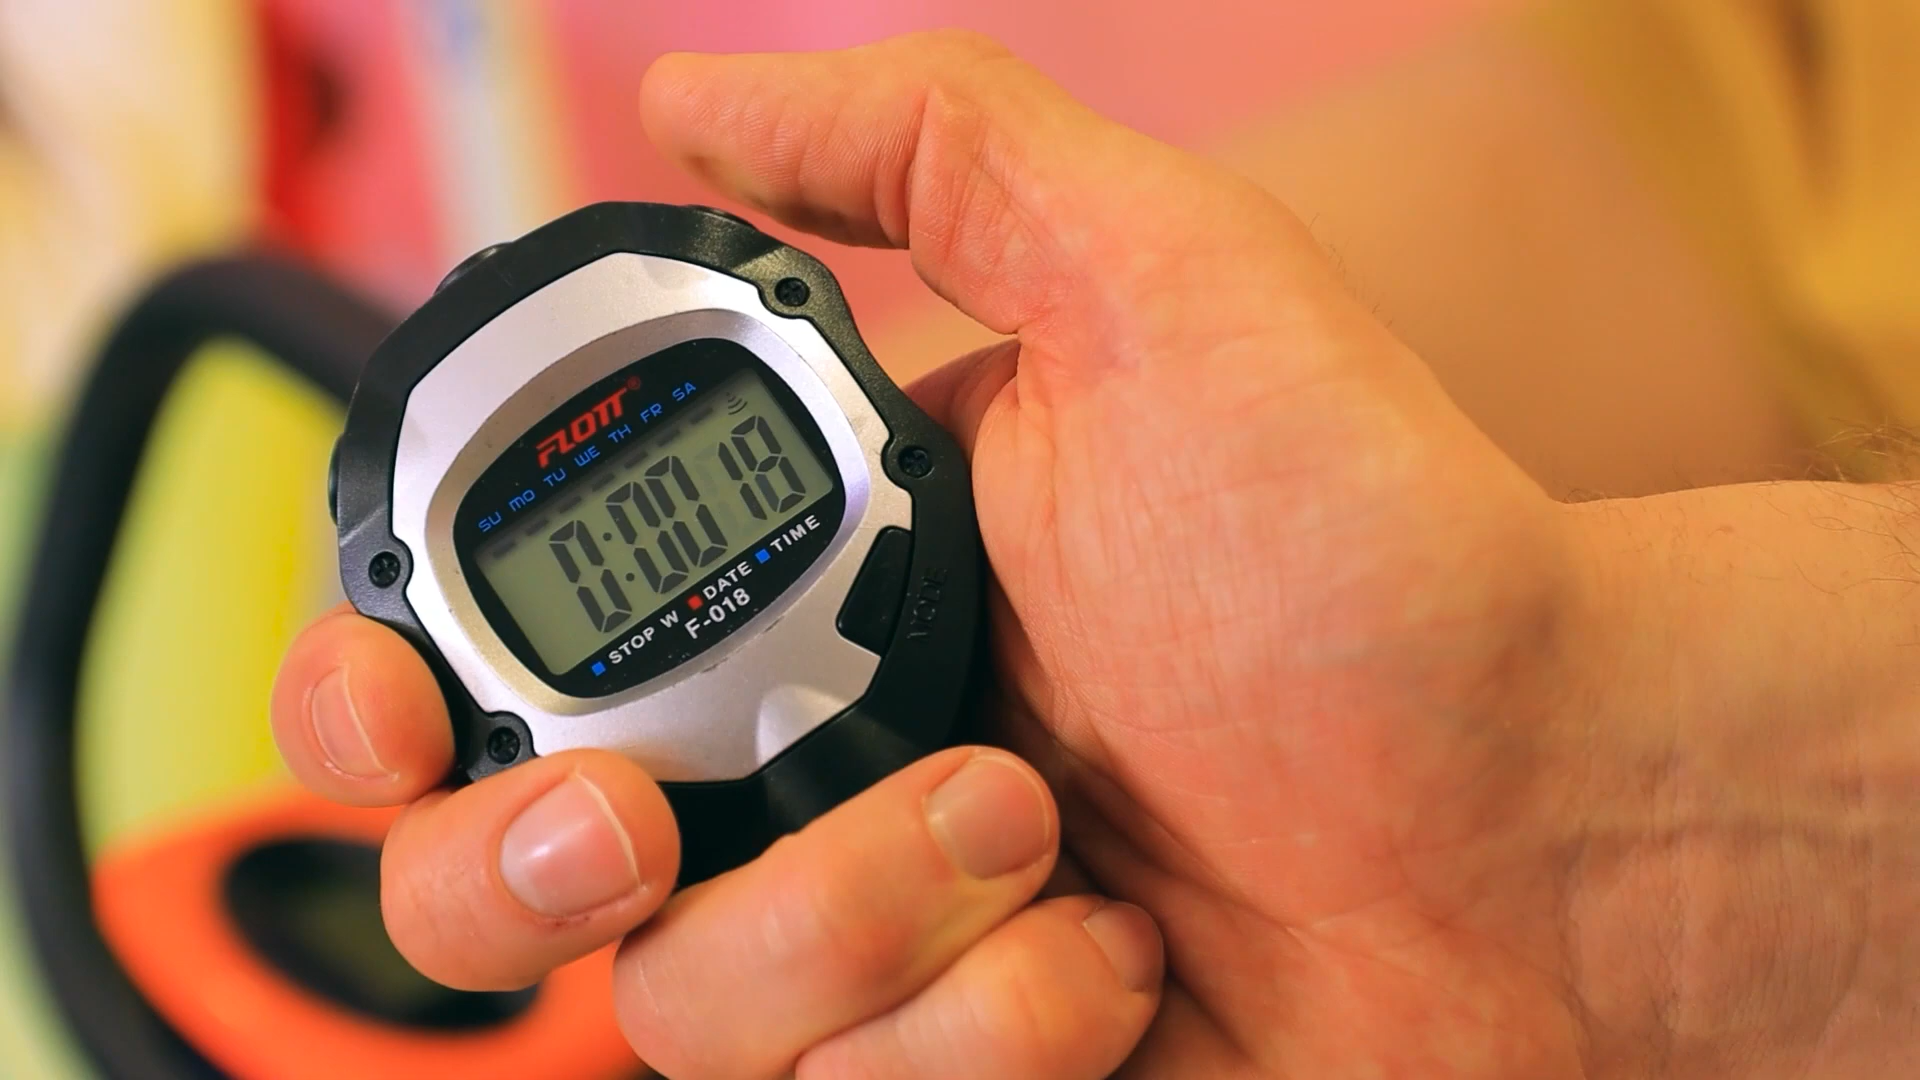 FLOTT®
SU MO TU WE TH FR SA
0:00 18
STOP W DATE TIME
F-018
MODE